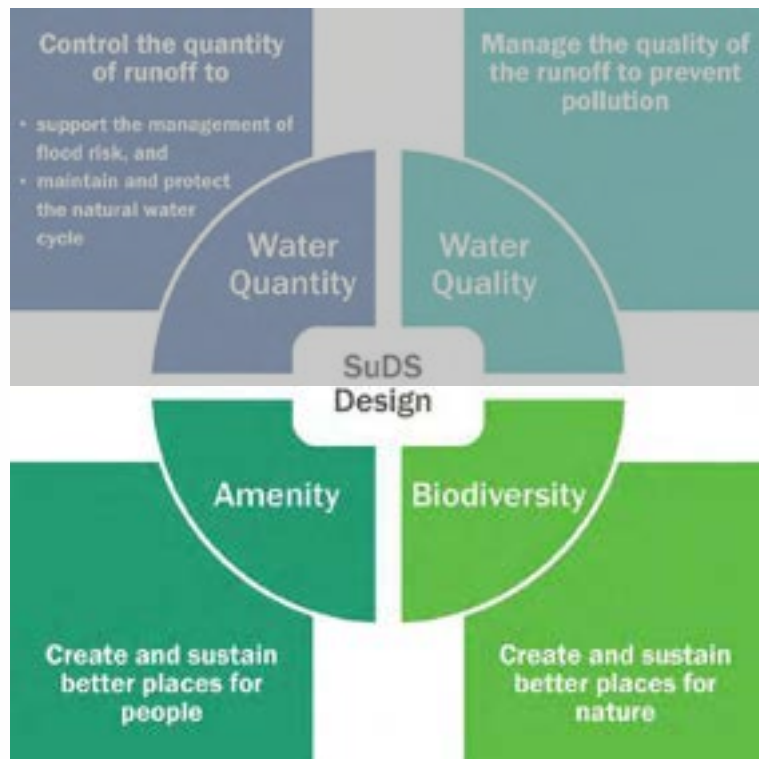 Control the quantity
of runoff to
• support the management of
flood risk, and
• maintain and protect
the natural water
cycle
Manage the quality of
the runoff to prevent
pollution
Water
Quantity
Water
Quality
SuDS
Design
Amenity
Biodiversity
Create and sustain
better places for
people
Create and sustain
better places for
nature